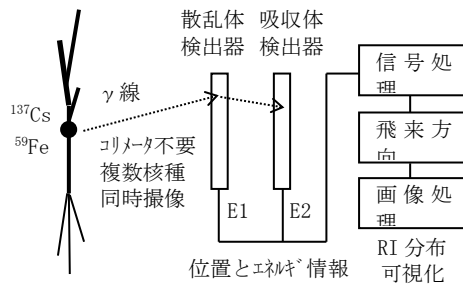 散乱体
検出器
吸収体
検出器
γ線
137Cs
59Fe
コリメータ不要
複数核種
同時撮像
E1
E2
位置とエネルギ情報
信号処理
飛来方向
画像処理
RI分布
可視化